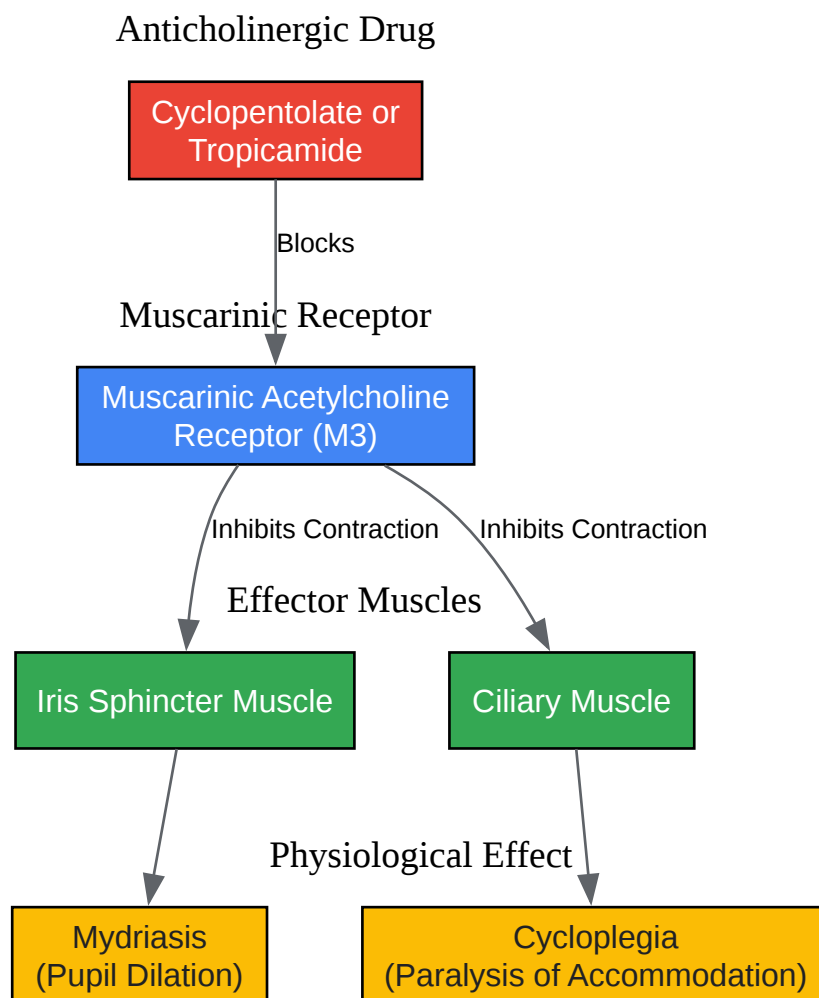 Anticholinergic Drug
Cyclopentolate or
Tropicamide
Blocks
Muscarinic Receptor
Muscarinic Acetylcholine
Receptor (M3)
Inhibits Contraction
Inhibits Contraction
Effector Muscles
Iris Sphincter Muscle
Ciliary Muscle
Physiological Effect
Mydriasis
(Pupil Dilation)
Cycloplegia
(Paralysis of Accommodation)